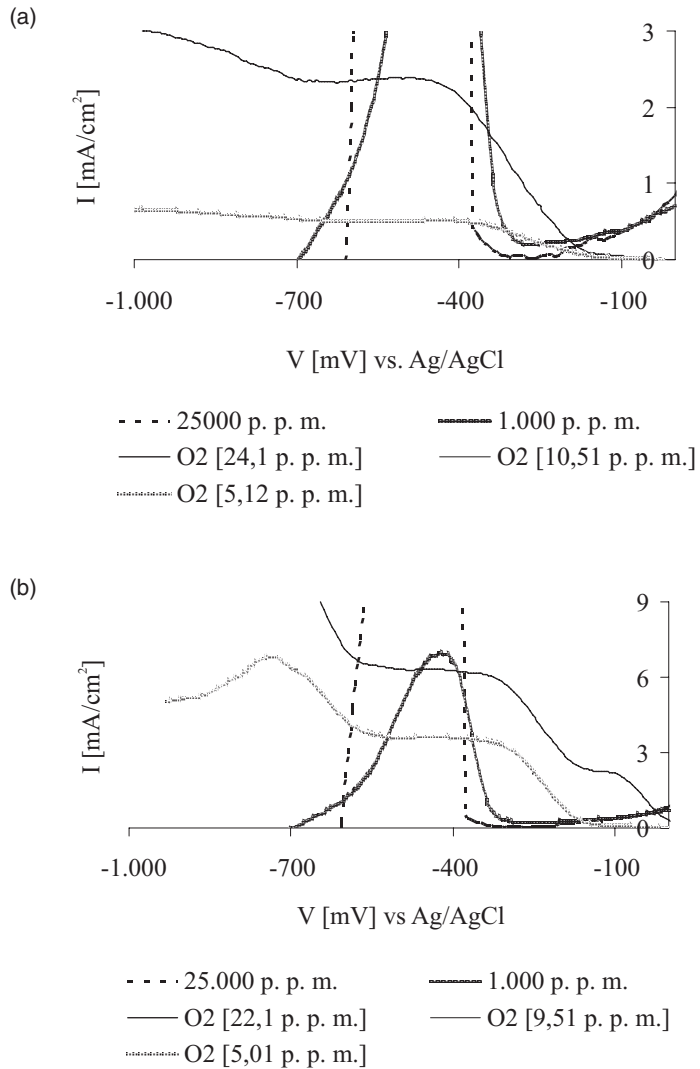 (a)
3
2
1
0
I [mA/cm²]
-1.000 -700 -400 -100
V [mV] vs. Ag/AgCl
25000 p. p. m. 1.000 p. p. m.
O2 [24,1 p. p. m.] O2 [10,51 p. p. m.]
O2 [5,12 p. p. m.]
(b)
9
6
3
0
I [mA/cm²]
-1.000 -700 -400 -100
V [mV] vs Ag/AgCl
25.000 p. p. m. 1.000 p. p. m.
O2 [22,1 p. p. m.] O2 [9,51 p. p. m.]
O2 [5,01 p. p. m.]